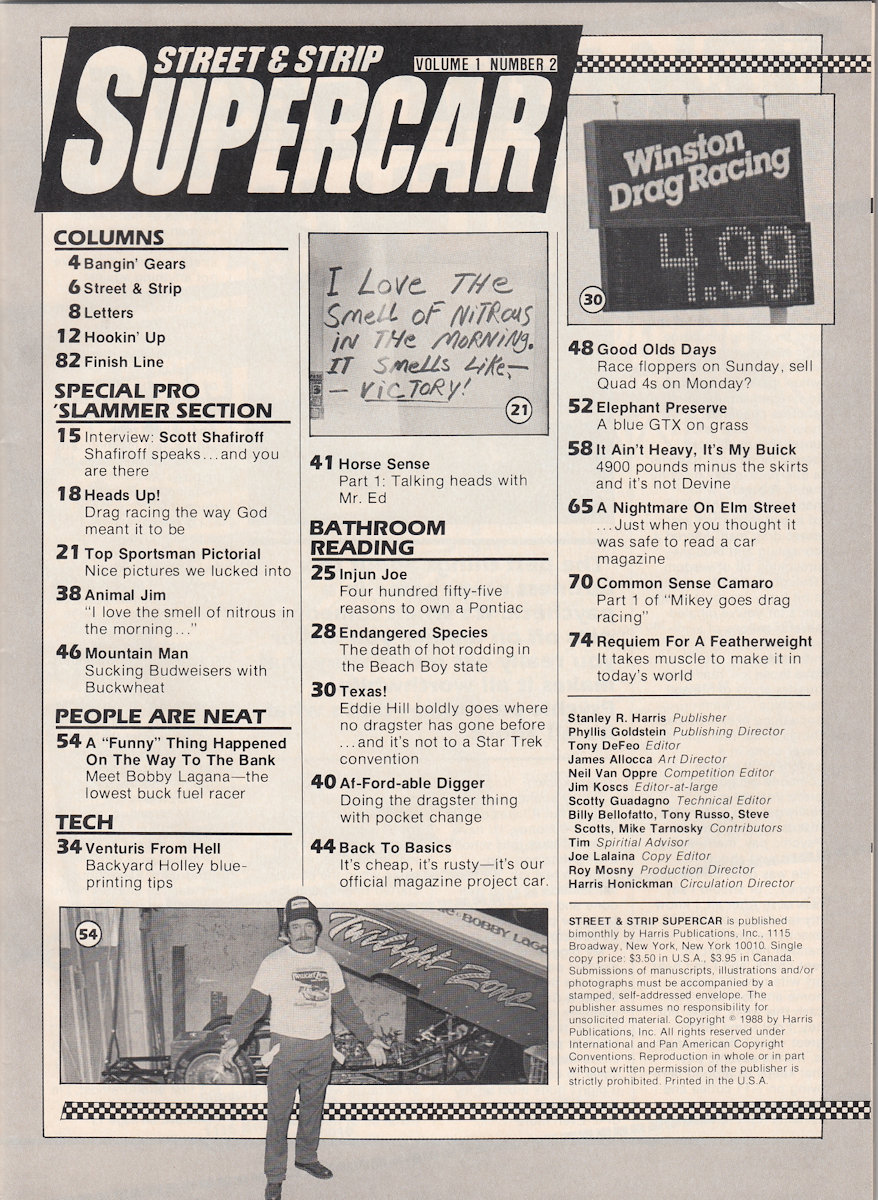 STREET & STRIP
VOLUME 1 NUMBER 2
SUPERCAR
COLUMNS
4 Bangin' Gears
6 Street & Strip
8 Letters
12 Hookin' Up
82 Finish Line
SPECIAL PRO
'SLAMMER SECTION
15 Interview: Scott Shafiroff
Shafiroff speaks...and you
are there
18 Heads Up!
Drag racing the way God
meant it to be
21 Top Sportsman Pictorial
Nice pictures we lucked into
38 Animal Jim
"I love the smell of nitrous in
the morning..."
46 Mountain Man
Sucking Budweisers with
Buckwheat
PEOPLE ARE NEAT
54 A "Funny" Thing Happened
On The Way To The Bank
Meet Bobby Lagana—the
lowest buck fuel racer
TECH
34 Venturis From Hell
Backyard Holley blue-
printing tips
I Love THe
SmeLL OF NiTRous
iN THe MoRNiNg.
IT SmeLLs Like,—
— VICTORY!
21
41 Horse Sense
Part 1: Talking heads with
Mr. Ed
BATHROOM
READING
25 Injun Joe
Four hundred fifty-five
reasons to own a Pontiac
28 Endangered Species
The death of hot rodding in
the Beach Boy state
30 Texas!
Eddie Hill boldly goes where
no dragster has gone before
...and it's not to a Star Trek
convention
40 Af-Ford-able Digger
Doing the dragster thing
with pocket change
44 Back To Basics
It's cheap, it's rusty—it's our
official magazine project car.
Winston
Drag Racing
4.99
30
48 Good Olds Days
Race floppers on Sunday, sell
Quad 4s on Monday?
52 Elephant Preserve
A blue GTX on grass
58 It Ain't Heavy, It's My Buick
4900 pounds minus the skirts
and it's not Devine
65 A Nightmare On Elm Street
...Just when you thought it
was safe to read a car
magazine
70 Common Sense Camaro
Part 1 of "Mikey goes drag
racing"
74 Requiem For A Featherweight
It takes muscle to make it in
today's world
Stanley R. Harris Publisher
Phyllis Goldstein Publishing Director
Tony DeFeo Editor
James Allocca Art Director
Neil Van Oppre Competition Editor
Jim Koscs Editor-at-large
Scotty Guadagno Technical Editor
Billy Bellofatto, Tony Russo, Steve
Scotts, Mike Tarnosky Contributors
Tim Spiritial Advisor
Joe Lalaina Copy Editor
Roy Mosny Production Director
Harris Honickman Circulation Director
STREET & STRIP SUPERCAR is published
bimonthly by Harris Publications, Inc., 1115
Broadway, New York, New York 10010. Single
copy price: $3.50 in U.S.A., $3.95 in Canada.
Submissions of manuscripts, illustrations and/or
photographs must be accompanied by a
stamped, self-addressed envelope. The
publisher assumes no responsibility for
unsolicited material. Copyright © 1988 by Harris
Publications, Inc. All rights reserved under
International and Pan American Copyright
Conventions. Reproduction in whole or in part
without written permission of the publisher is
strictly prohibited. Printed in the U.S.A.
54
BOBBY LAGA
Twilight Zone
TWILIGHT ZONE